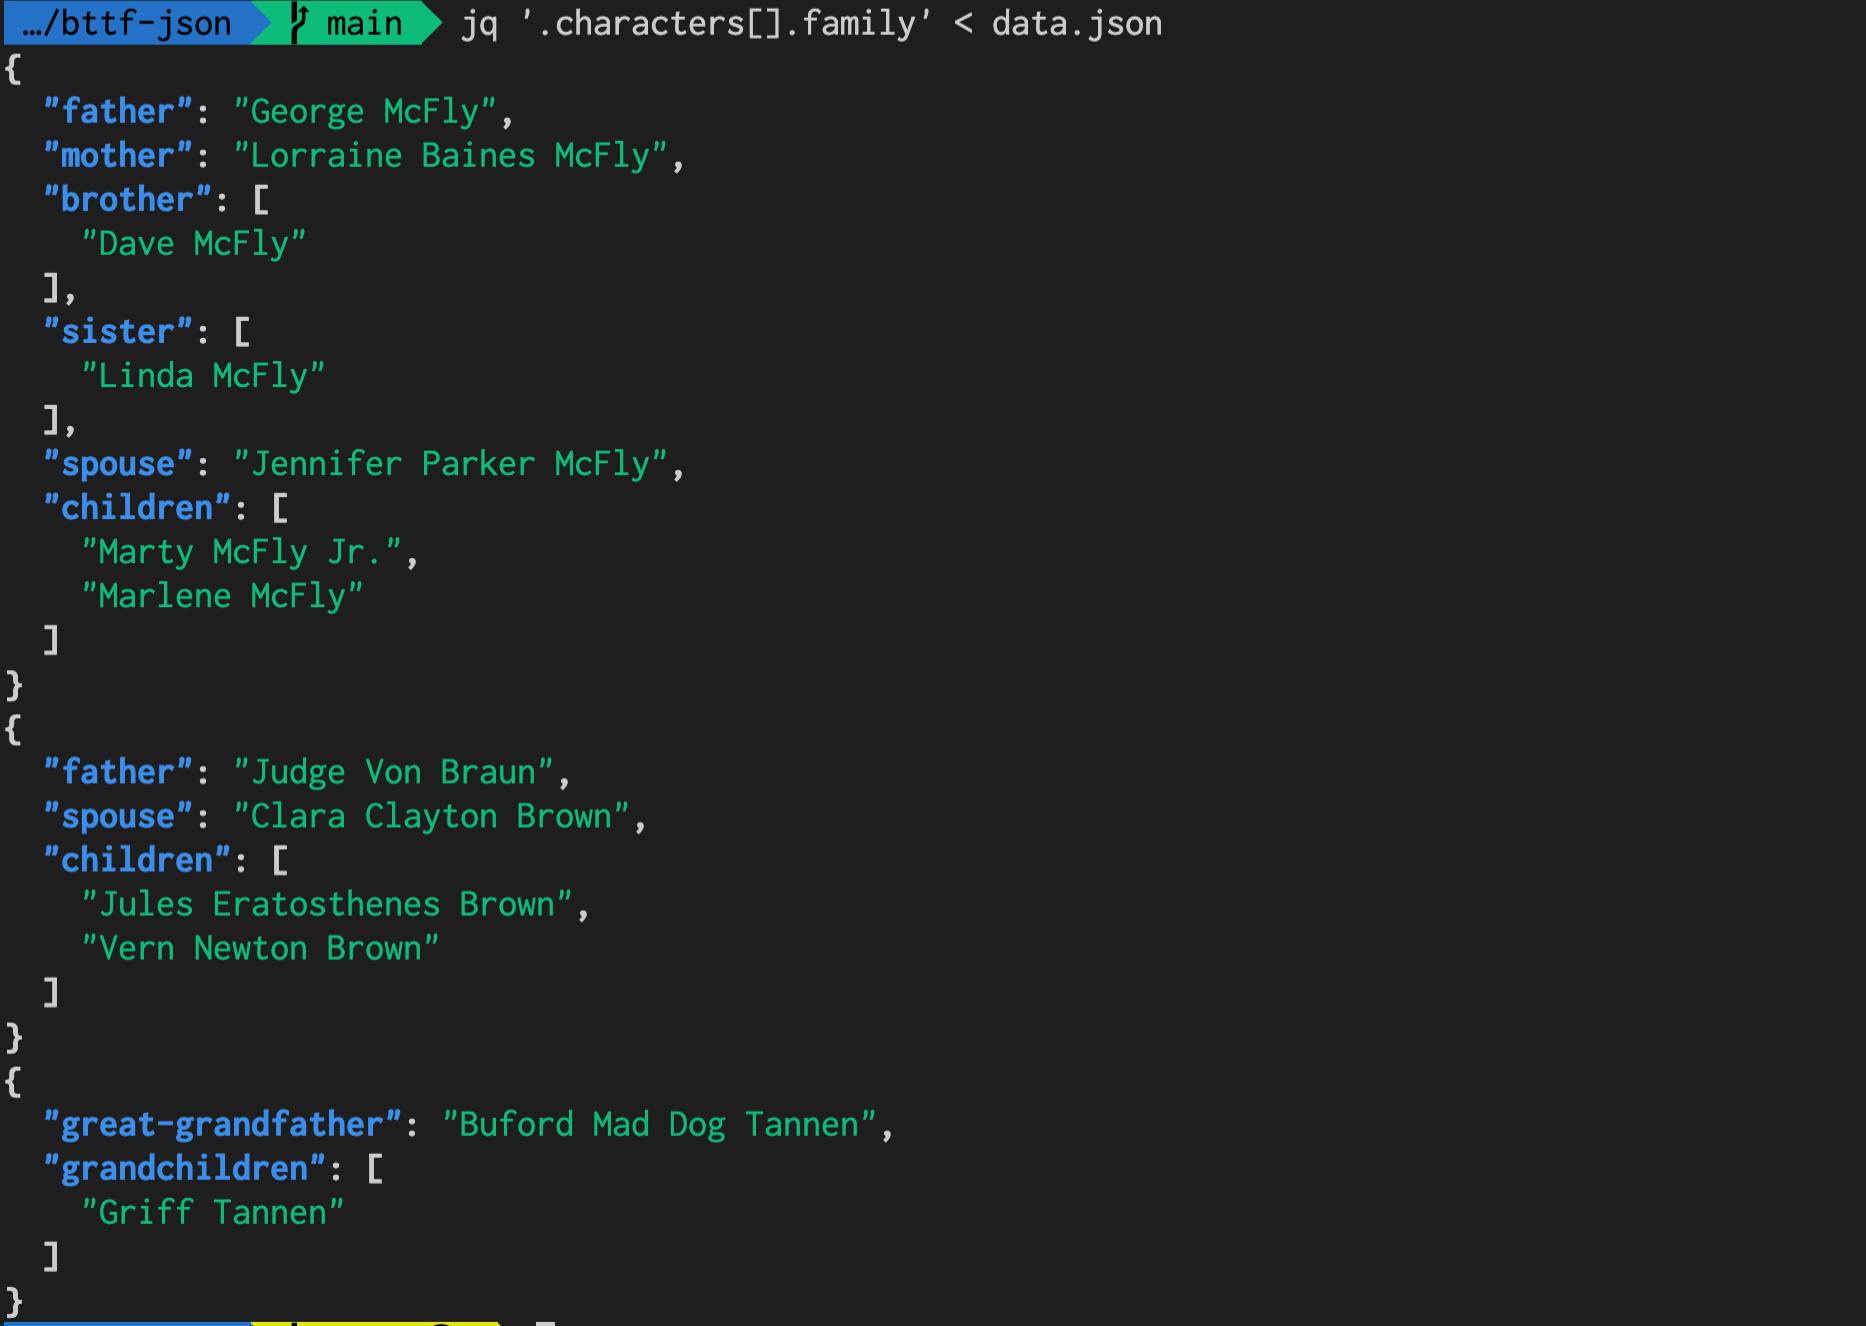 …/bttf-json main jq '.characters[].family' < data.json
{
  "father": "George McFly",
  "mother": "Lorraine Baines McFly",
  "brother": [
    "Dave McFly"
  ],
  "sister": [
    "Linda McFly"
  ],
  "spouse": "Jennifer Parker McFly",
  "children": [
    "Marty McFly Jr.",
    "Marlene McFly"
  ]
}
{
  "father": "Judge Von Braun",
  "spouse": "Clara Clayton Brown",
  "children": [
    "Jules Eratosthenes Brown",
    "Vern Newton Brown"
  ]
}
{
  "great-grandfather": "Buford Mad Dog Tannen",
  "grandchildren": [
    "Griff Tannen"
  ]
}